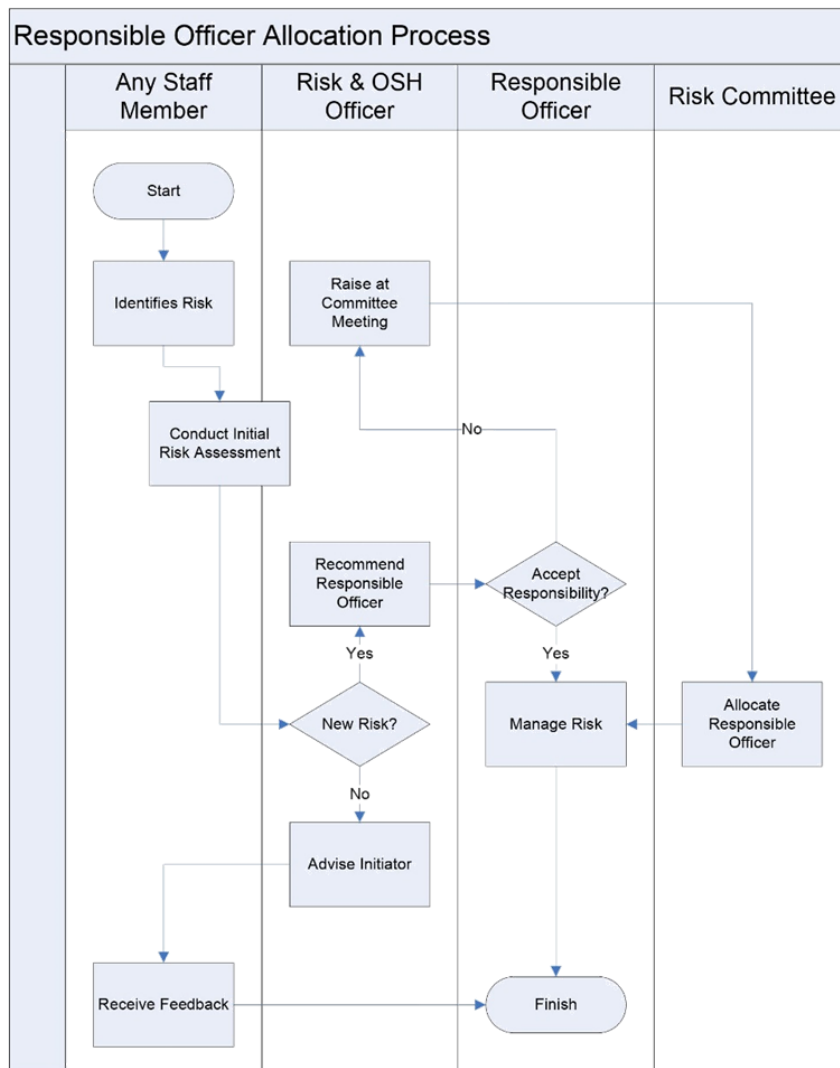 Responsible Officer Allocation Process
Any Staff
Member
Risk & OSH
Officer
Responsible
Officer
Risk Committee
Start
Identifies Risk
Raise at
Committee
Meeting
Conduct Initial
Risk Assessment
No
Recommend
Responsible
Officer
Accept
Responsibility?
Yes
Yes
New Risk?
Manage Risk
Allocate
Responsible
Officer
No
Advise Initiator
Receive Feedback
Finish